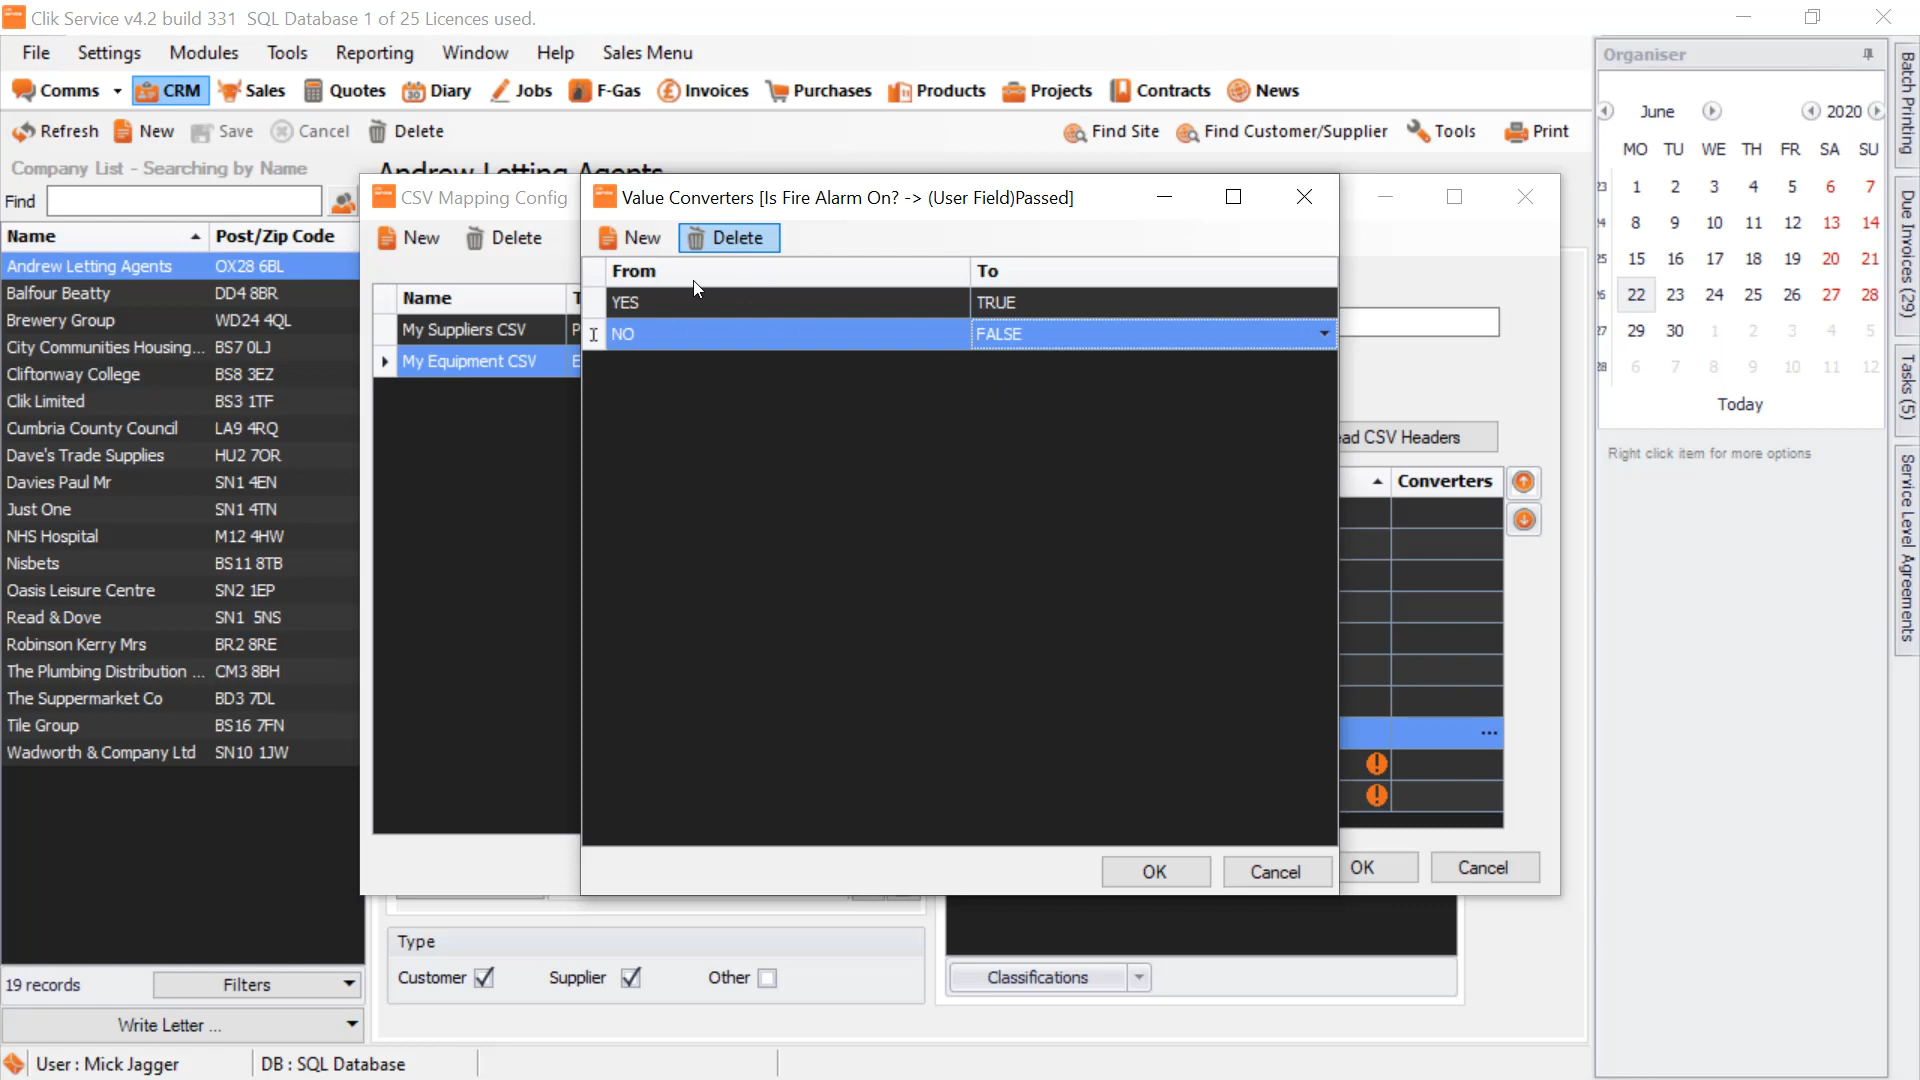 Clik Service v4.2 build 331 SQL Database 1 of 25 Licences used.
File Settings Modules Tools Reporting Window Help Sales Menu
Comms CRM Sales Quotes Diary Jobs F-Gas Invoices Purchases Products Projects Contracts News
Refresh New Save Cancel Delete Find Site Find Customer/Supplier Tools Print
Company List - Searching by Name
Andrew Letting Agents
Find
Name Post/Zip Code
Andrew Letting Agents OX28 6BL
Balfour Beatty DD4 8BR
Brewery Group WD24 4QL
City Communities Housing... BS7 0LJ
Cliftonway College BS8 3EZ
Clik Limited BS3 1TF
Cumbria County Council LA9 4RQ
Dave's Trade Supplies HU2 7OR
Davies Paul Mr SN1 4EN
Just One SN1 4TN
NHS Hospital M12 4HW
Nisbets BS11 8TB
Oasis Leisure Centre SN2 1EP
Read & Dove SN1 5NS
Robinson Kerry Mrs BR2 8RE
The Plumbing Distribution ... CM3 8BH
The Suppermarket Co BD3 7DL
Tile Group BS16 7FN
Wadworth & Company Ltd SN10 1JW
19 records Filters
Write Letter ...
User : Mick Jagger DB : SQL Database
CSV Mapping Config
New Delete
Name T
My Suppliers CSV P
My Equipment CSV E
Value Converters [Is Fire Alarm On? -> (User Field)Passed]
New Delete
From To
YES TRUE
NO FALSE
OK Cancel
ad CSV Headers
Converters
...
OK Cancel
Type
Customer Supplier Other
Classifications
Organiser
June 2020
MO TU WE TH FR SA SU
23 1 2 3 4 5 6 7
24 8 9 10 11 12 13 14
25 15 16 17 18 19 20 21
26 22 23 24 25 26 27 28
27 29 30 1 2 3 4 5
28 6 7 8 9 10 11 12
Today
Right click item for more options
Batch Printing
Due Invoices (29)
Tasks (5)
Service Level Agreements